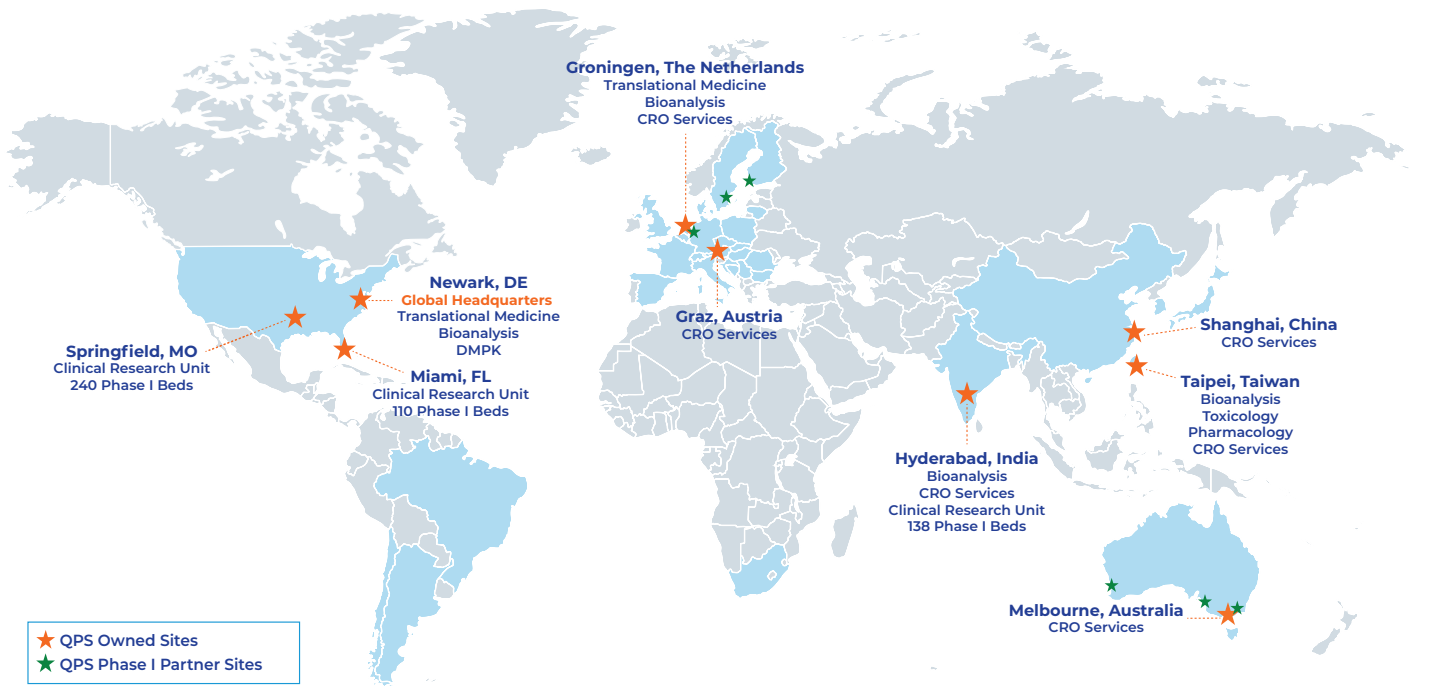 Groningen, The Netherlands
Translational Medicine
Bioanalysis
CRO Services
Newark, DE
Global Headquarters
Translational Medicine
Bioanalysis
DMPK
Springfield, MO
Clinical Research Unit
240 Phase I Beds
Miami, FL
Clinical Research Unit
110 Phase I Beds
Graz, Austria
CRO Services
Shanghai, China
CRO Services
Taipei, Taiwan
Bioanalysis
Toxicology
Pharmacology
CRO Services
Hyderabad, India
Bioanalysis
CRO Services
Clinical Research Unit
138 Phase I Beds
Melbourne, Australia
CRO Services
QPS Owned Sites
QPS Phase I Partner Sites